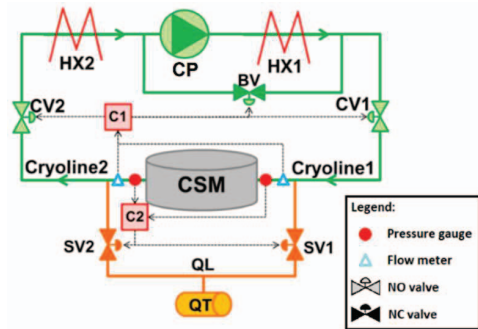 HX2
CP
HX1
BV
CV2
C1
CV1
Cryoline2
Cryoline1
CSM
C2
SV2
SV1
QL
QT
Legend:
Pressure gauge
Flow meter
NO valve
NC valve